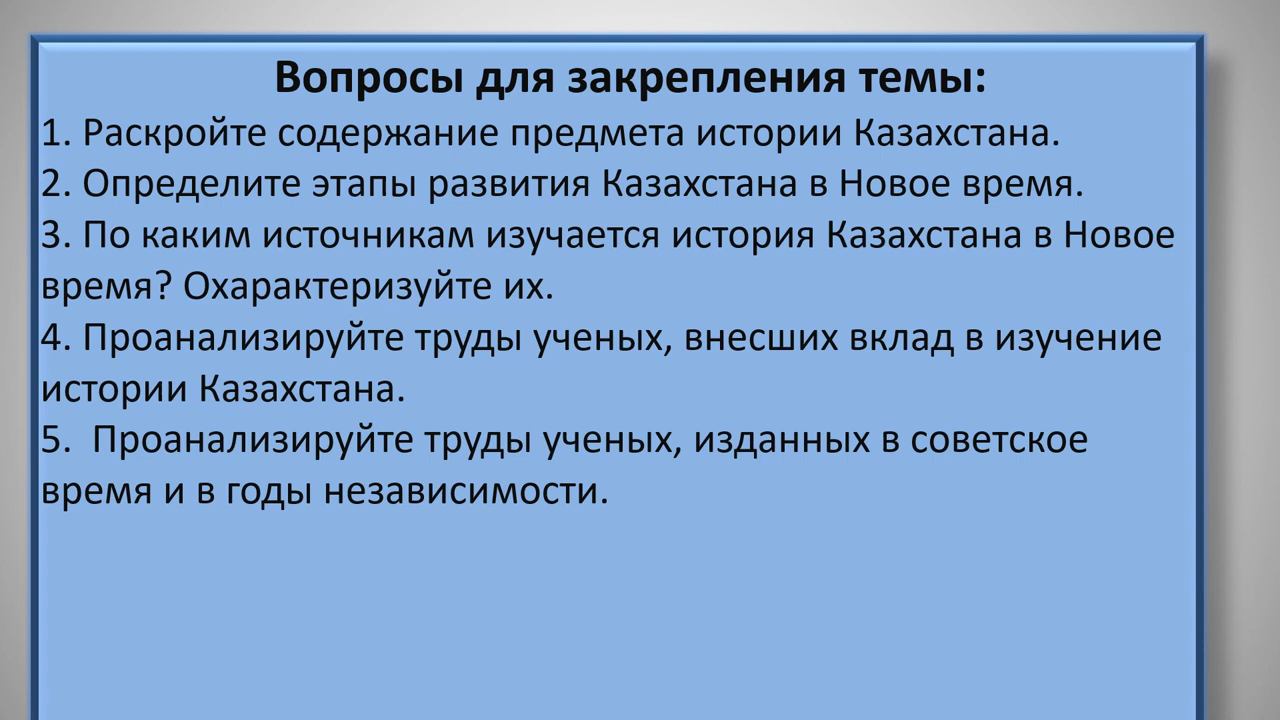 Вопросы для закрепления темы:
1. Раскройте содержание предмета истории Казахстана.
2. Определите этапы развития Казахстана в Новое время.
3. По каким источникам изучается история Казахстана в Новое
время? Охарактеризуйте их.
4. Проанализируйте труды ученых, внесших вклад в изучение
истории Казахстана.
5. Проанализируйте труды ученых, изданных в советское
время и в годы независимости.